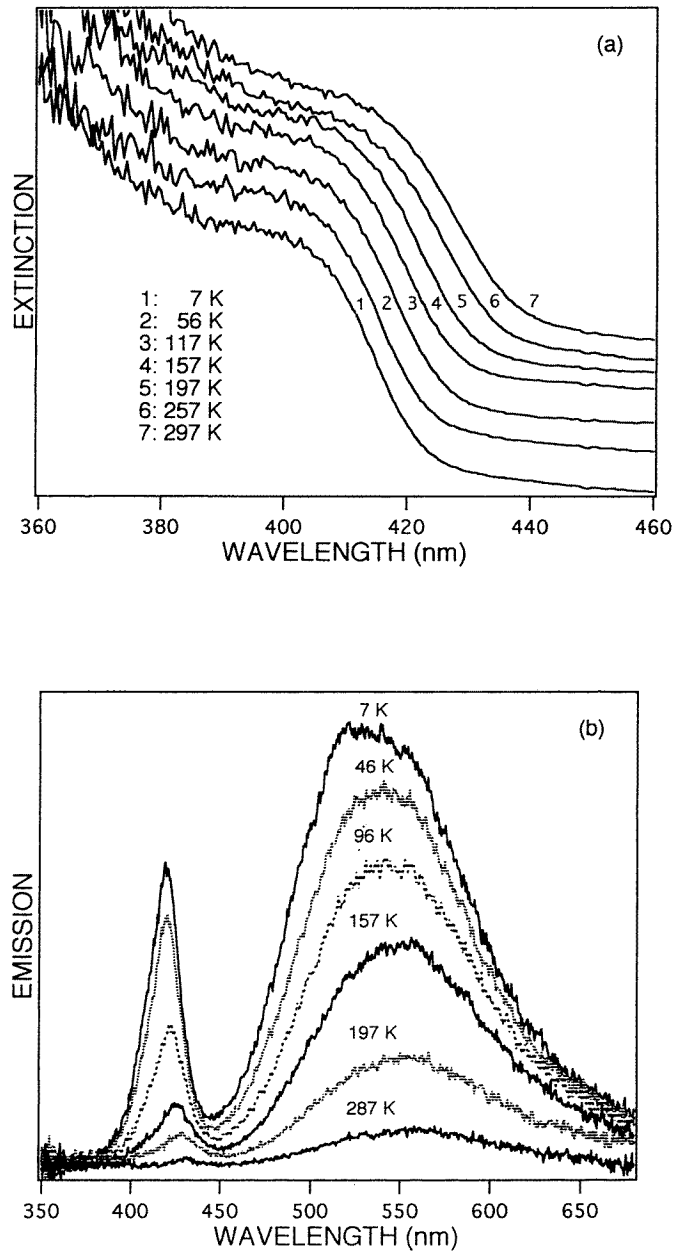 (a)
EXTINCTION
1 2 3 4 5 6 7
1: 7 K
2: 56 K
3: 117 K
4: 157 K
5: 197 K
6: 257 K
7: 297 K
360 380 400 420 440 460
WAVELENGTH (nm)
(b)
EMISSION
7 K
46 K
96 K
157 K
197 K
287 K
350 400 450 500 550 600 650
WAVELENGTH (nm)